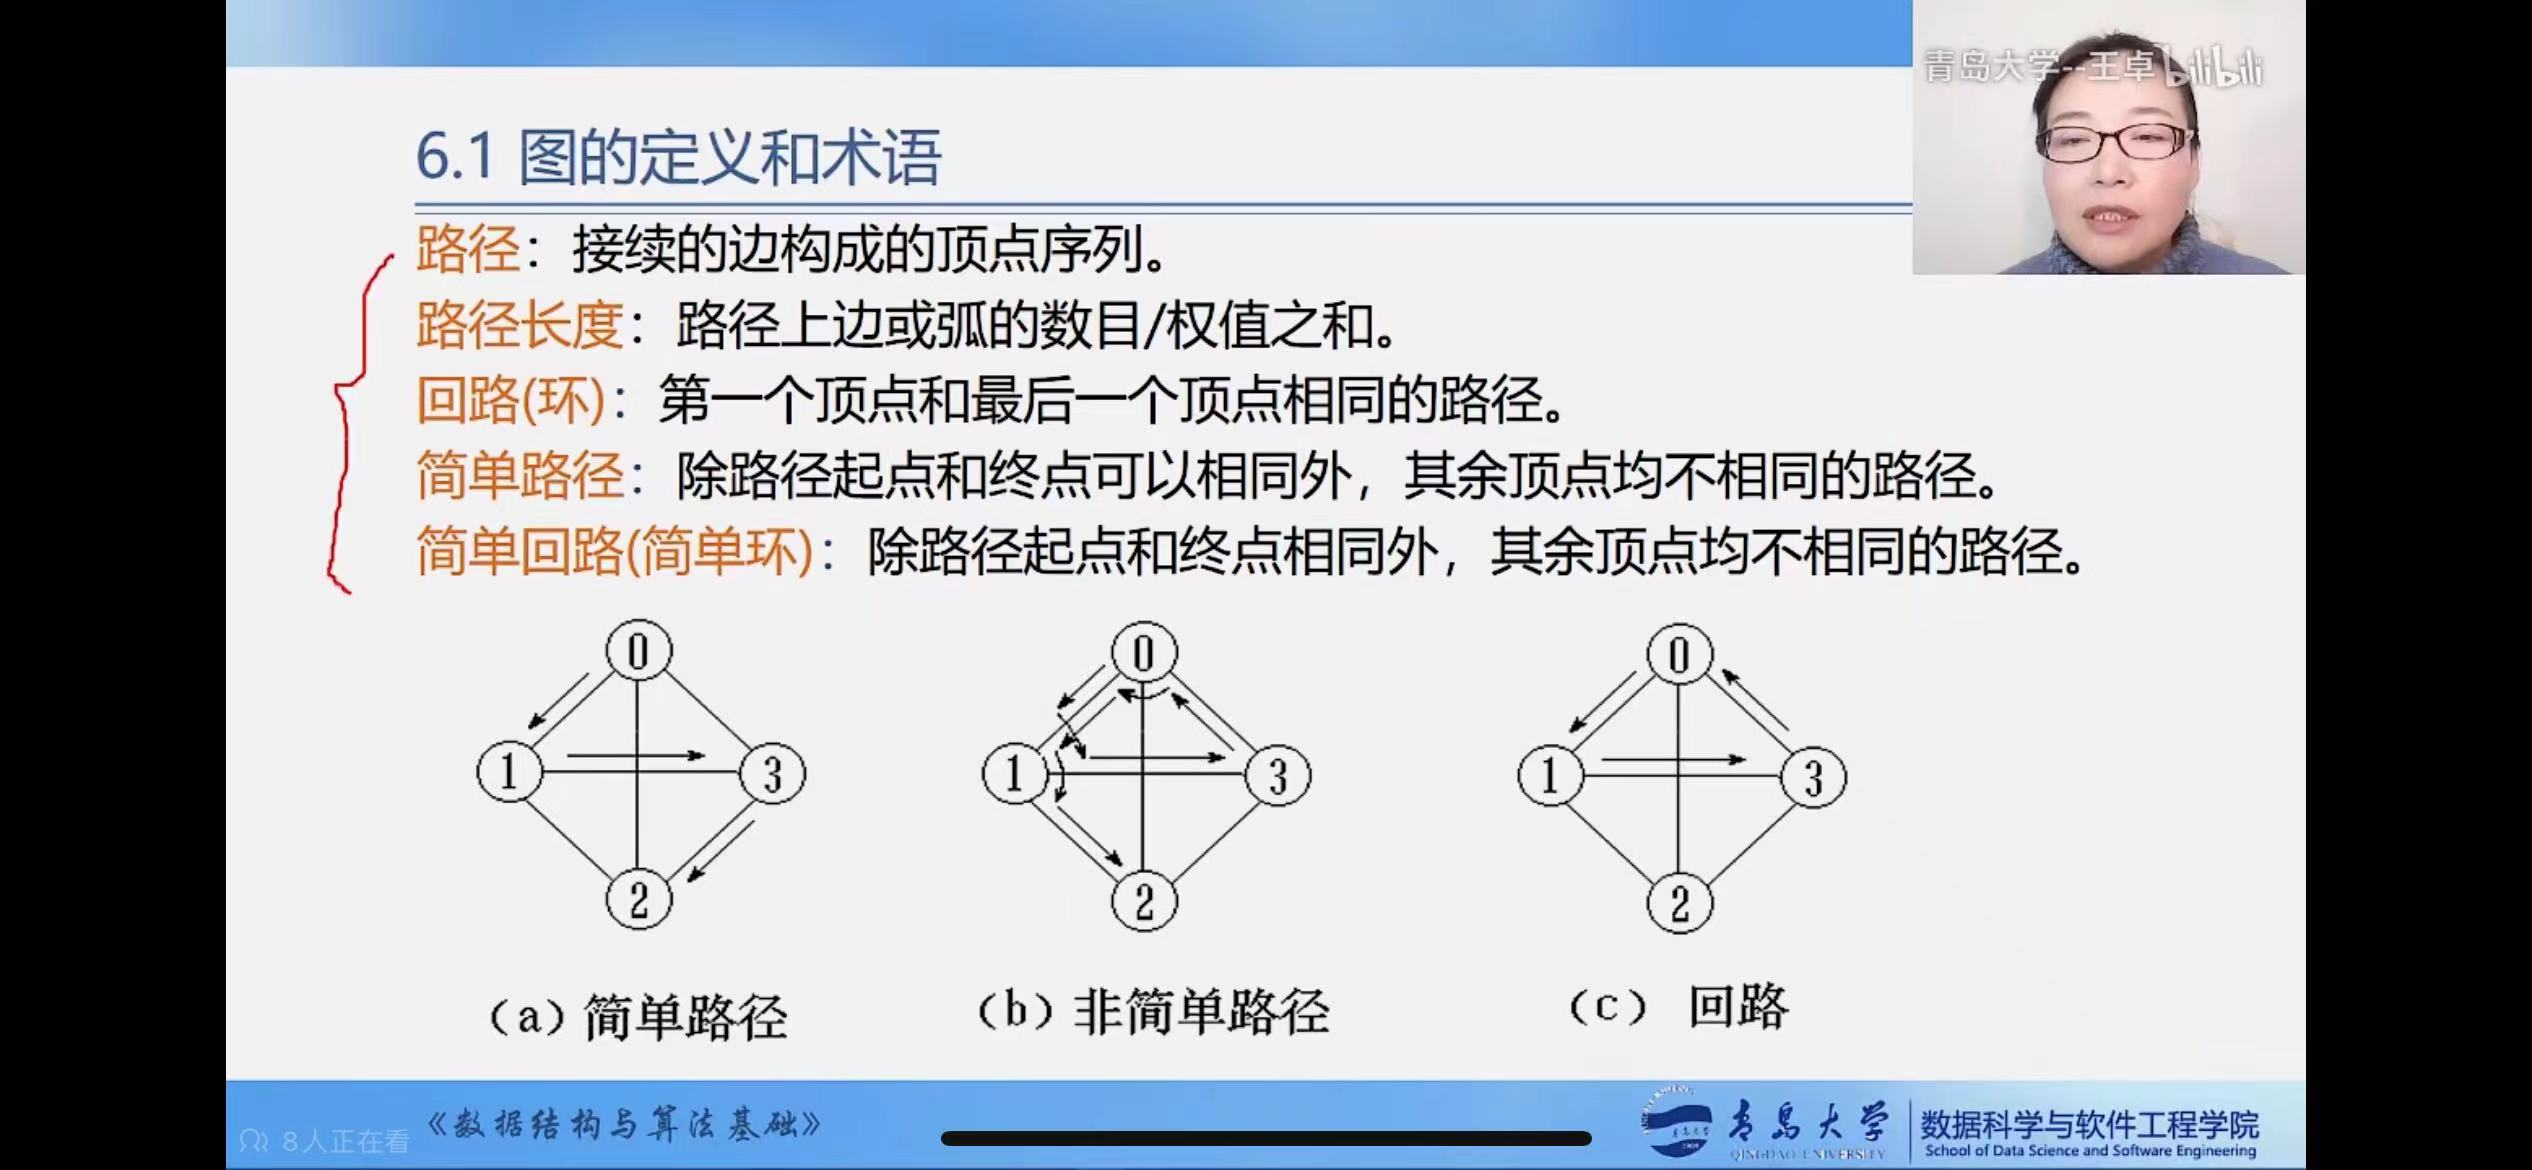 青岛大学--王卓 bilibili
6.1 图的定义和术语
路径：接续的边构成的顶点序列。
路径长度：路径上边或弧的数目/权值之和。
回路(环)：第一个顶点和最后一个顶点相同的路径。
简单路径：除路径起点和终点可以相同外，其余顶点均不相同的路径。
简单回路(简单环)：除路径起点和终点相同外，其余顶点均不相同的路径。
0 0 0
1 3 1 3 1 3
2 2 2
(a) 简单路径 (b) 非简单路径 (c) 回路
8人正在看
《数据结构与算法基础》
青岛大学
QINGDAO UNIVERSITY
数据科学与软件工程学院
School of Data Science and Software Engineering